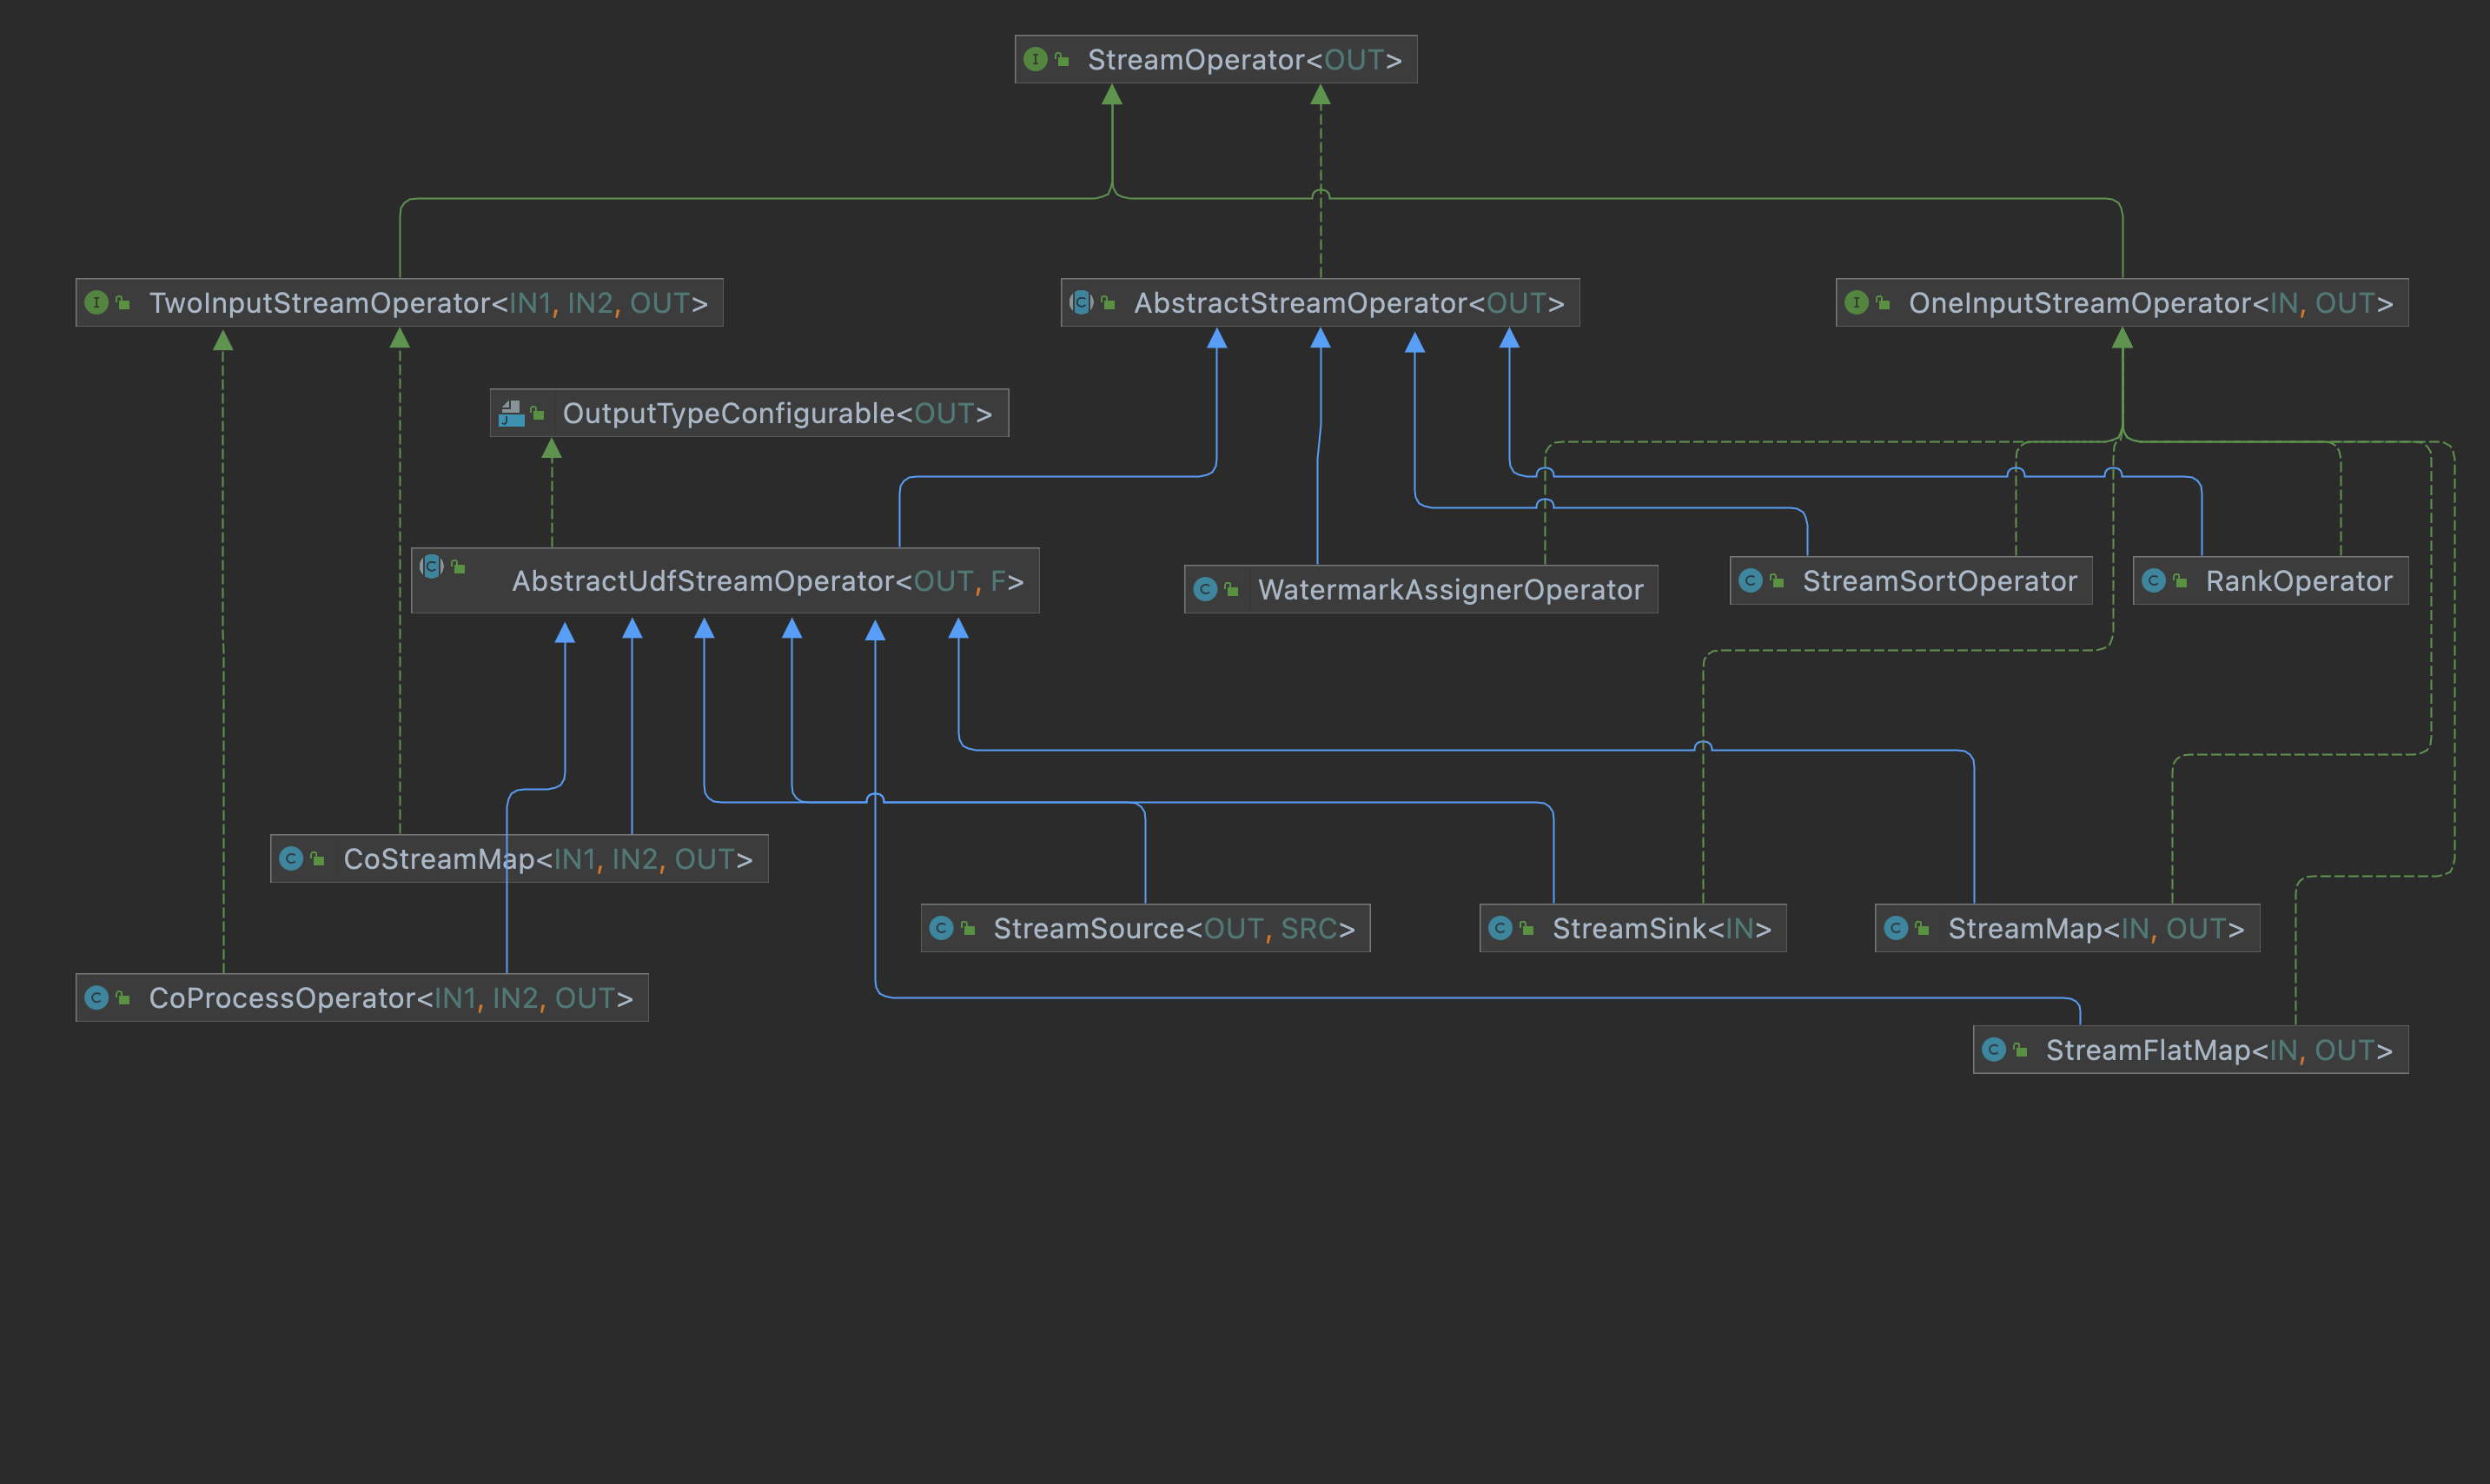 StreamOperator<OUT>
TwoInputStreamOperator<IN1, IN2, OUT>
AbstractStreamOperator<OUT>
OneInputStreamOperator<IN, OUT>
OutputTypeConfigurable<OUT>
AbstractUdfStreamOperator<OUT, F>
WatermarkAssignerOperator
StreamSortOperator
RankOperator
CoStreamMap<IN1, IN2, OUT>
StreamSource<OUT, SRC>
StreamSink<IN>
StreamMap<IN, OUT>
CoProcessOperator<IN1, IN2, OUT>
StreamFlatMap<IN, OUT>